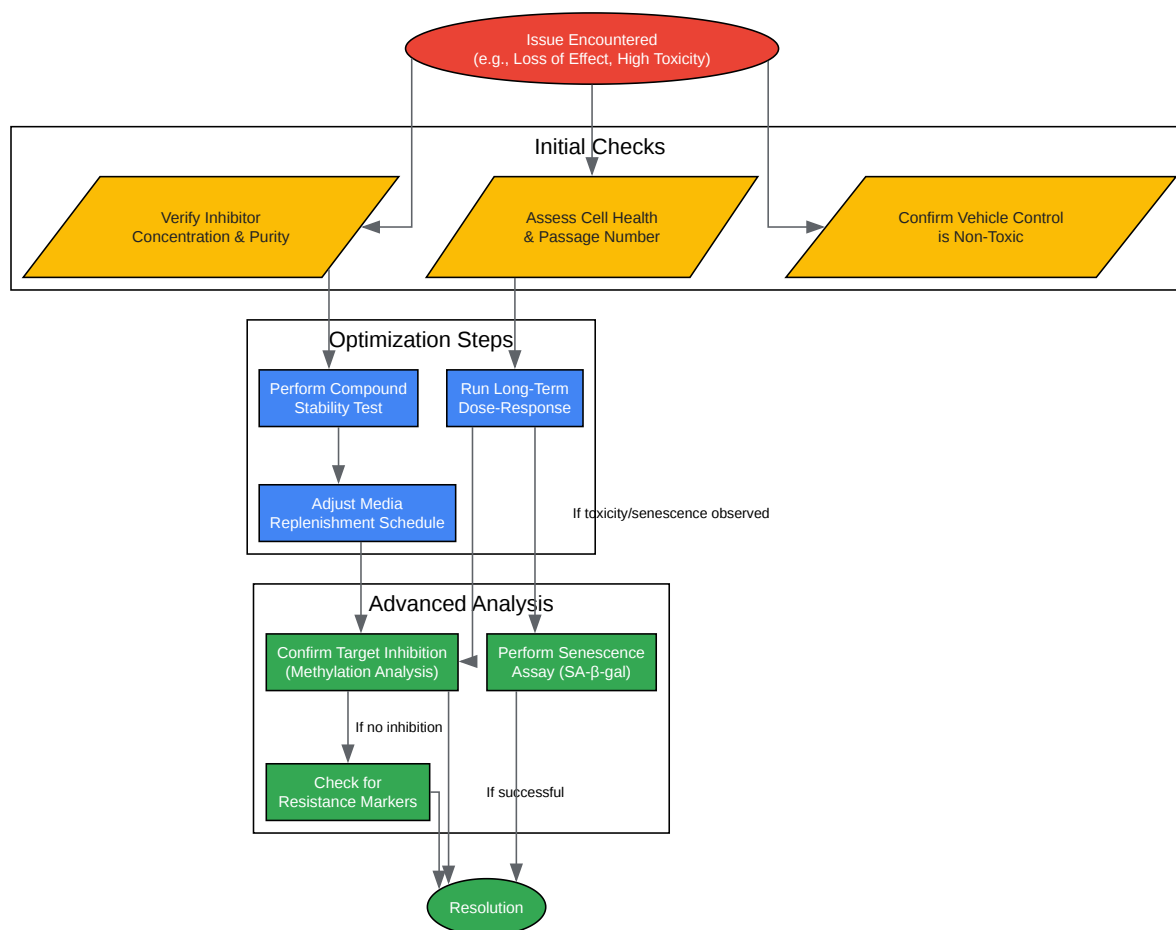 Issue Encountered
(e.g., Loss of Effect, High Toxicity)
Initial Checks
Verify Inhibitor
Concentration & Purity
Assess Cell Health
& Passage Number
Confirm Vehicle Control
is Non-Toxic
Optimization Steps
Perform Compound
Stability Test
Run Long-Term
Dose-Response
Adjust Media
Replenishment Schedule
If toxicity/senescence observed
Advanced Analysis
Confirm Target Inhibition
(Methylation Analysis)
Perform Senescence
Assay (SA-β-gal)
If no inhibition
Check for
Resistance Markers
If successful
Resolution